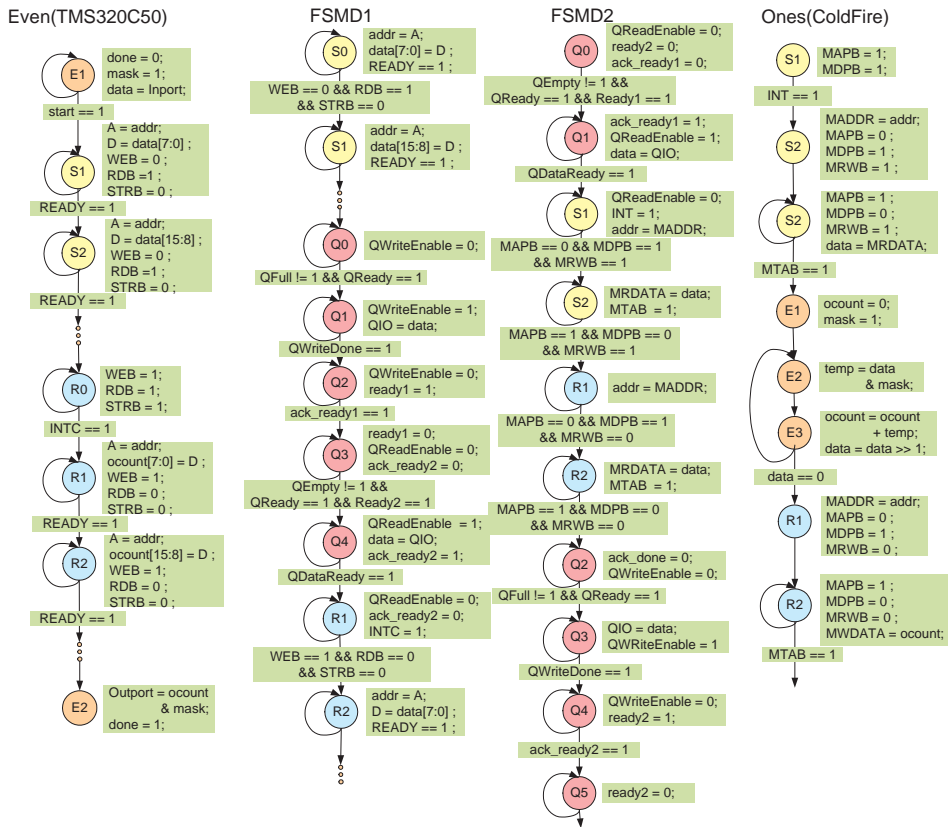 Even(TMS320C50)
E1
done = 0;
mask = 1;
data = Inport;
start == 1
S1
A = addr;
D = data[7:0] ;
WEB = 0 ;
RDB =1 ;
STRB = 0 ;
READY == 1
S2
A = addr;
D = data[15:8] ;
WEB = 0;
RDB =1;
STRB = 0 ;
READY == 1
R0
WEB = 1;
RDB = 1;
STRB = 1;
INTC == 1
R1
A = addr;
ocount[7:0] = D ;
WEB = 1;
RDB = 0 ;
STRB = 0 ;
READY == 1
R2
A = addr;
ocount[15:8] = D ;
WEB = 1;
RDB = 0 ;
STRB = 0 ;
READY == 1
E2
Outport = ocount
& mask;
done = 1;
FSMD1
S0
addr = A;
data[7:0] = D ;
READY == 1 ;
WEB == 0 && RDB == 1
&& STRB == 0
S1
addr = A;
data[15:8] = D ;
READY == 1 ;
Q0
QWriteEnable = 0;
QFull != 1 && QReady == 1
Q1
QWriteEnable = 1;
QIO = data;
QWriteDone == 1
Q2
QWriteEnable = 0;
ready1 = 1;
ack_ready1 == 1
Q3
ready1 = 0;
QReadEnable = 0;
ack_ready2 = 0;
QEmpty != 1 &&
QReady == 1 && Ready2 == 1
Q4
QReadEnable = 1;
data = QIO;
ack_ready2 = 1;
QDataReady == 1
R1
QReadEnable = 0;
ack_ready2 = 0;
INTC = 1;
WEB == 1 && RDB == 0
&& STRB == 0
R2
addr = A;
D = data[7:0] ;
READY == 1 ;
FSMD2
Q0
QReadEnable = 0;
ready2 = 0;
ack_ready1 = 0;
QEmpty != 1 &&
QReady == 1 && Ready1 == 1
Q1
ack_ready1 = 1;
QReadEnable = 1;
data = QIO;
QDataReady == 1
S1
QReadEnable = 0;
INT = 1;
addr = MADDR;
MAPB == 0 && MDPB == 1
&& MRWB == 1
S2
MRDATA = data;
MTAB = 1;
MAPB == 1 && MDPB == 0
&& MRWB == 1
R1
addr = MADDR;
MAPB == 0 && MDPB == 1
&& MRWB == 0
R2
MRDATA = data;
MTAB = 1;
MAPB == 1 && MDPB == 0
&& MRWB == 0
Q2
ack_done = 0;
QWriteEnable = 0;
QFull != 1 && QReady == 1
Q3
QIO = data;
QWRiteEnable = 1
QWriteDone == 1
Q4
QWriteEnable = 0;
ready2 = 1;
ack_ready2 == 1
Q5
ready2 = 0;
Ones(ColdFire)
S1
MAPB = 1;
MDPB = 1;
INT == 1
S2
MADDR = addr;
MAPB = 0 ;
MDPB = 1 ;
MRWB = 1 ;
S2
MAPB = 1 ;
MDPB = 0 ;
MRWB = 1 ;
data = MRDATA;
MTAB == 1
E1
ocount = 0;
mask = 1;
E2
temp = data
& mask;
E3
ocount = ocount
+ temp;
data = data >> 1;
data == 0
R1
MADDR = addr;
MAPB = 0 ;
MDPB = 1 ;
MRWB = 0 ;
R2
MAPB = 1 ;
MDPB = 0 ;
MRWB = 0 ;
MWDATA = ocount;
MTAB == 1